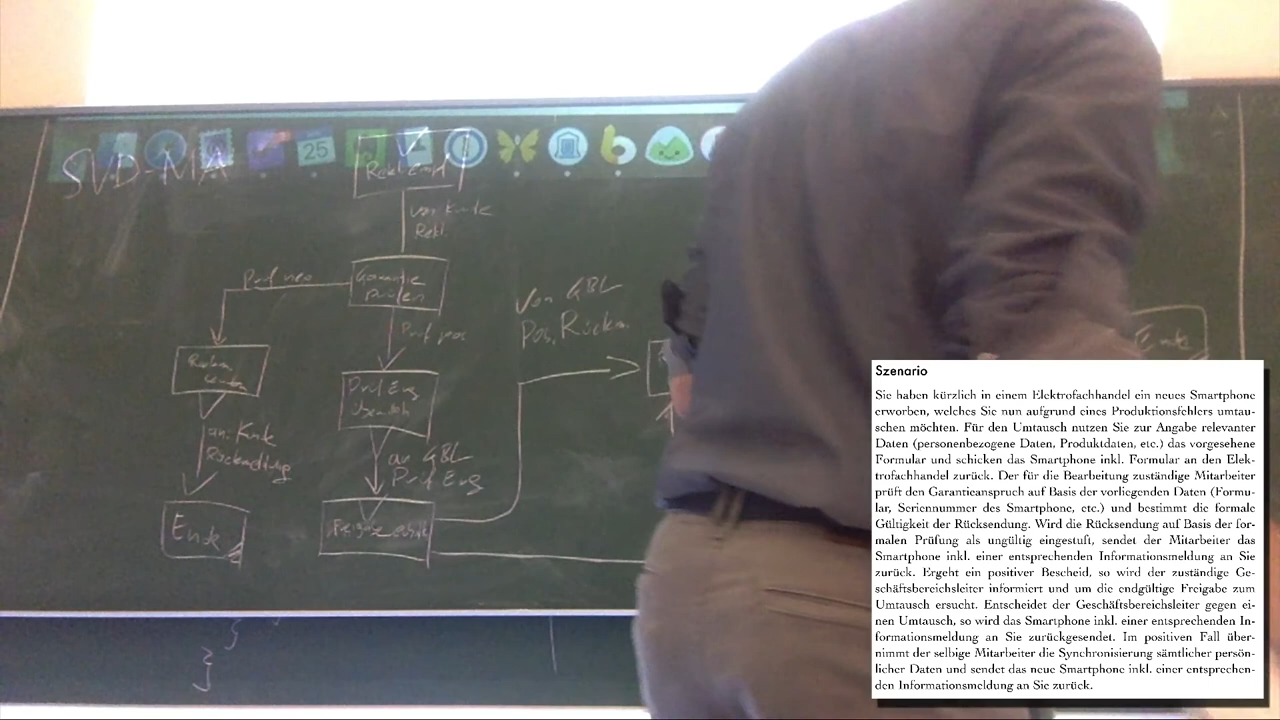 SVD-MA
25
von Kunde
Rekl.
Garantie
prüfen
Prüf neg
Prüf pos
Von GBL
Pos. Rückm.
Ende
Prüf Erg
an Kunde
an GBL
Prüf Erg
Ende
}
}
Szenario
Sie haben kürzlich in einem Elektrofachhandel ein neues Smartphone
erworben, welches Sie nun aufgrund eines Produktionsfehlers umtau-
schen möchten. Für den Umtausch nutzen Sie zur Angabe relevanter
Daten (personenbezogene Daten, Produktdaten, etc.) das vorgesehene
Formular und schicken das Smartphone inkl. Formular an den Elek-
trofachhandel zurück. Der für die Bearbeitung zuständige Mitarbeiter
prüft den Garantieanspruch auf Basis der vorliegenden Daten (Formu-
lar, Seriennummer des Smartphone, etc.) und bestimmt die formale
Gültigkeit der Rücksendung. Wird die Rücksendung auf Basis der for-
malen Prüfung als ungültig eingestuft, sendet der Mitarbeiter das
Smartphone inkl. einer entsprechenden Informationsmeldung an Sie
zurück. Ergeht ein positiver Bescheid, so wird der zuständige Ge-
schäftsbereichsleiter informiert und um die endgültige Freigabe zum
Umtausch ersucht. Entscheidet der Geschäftsbereichsleiter gegen ei-
nen Umtausch, so wird das Smartphone inkl. einer entsprechenden In-
formationsmeldung an Sie zurückgesendet. Im positiven Fall über-
nimmt der selbige Mitarbeiter die Synchronisierung sämtlicher persön-
licher Daten und sendet das neue Smartphone inkl. einer entsprechen-
den Informationsmeldung an Sie zurück.